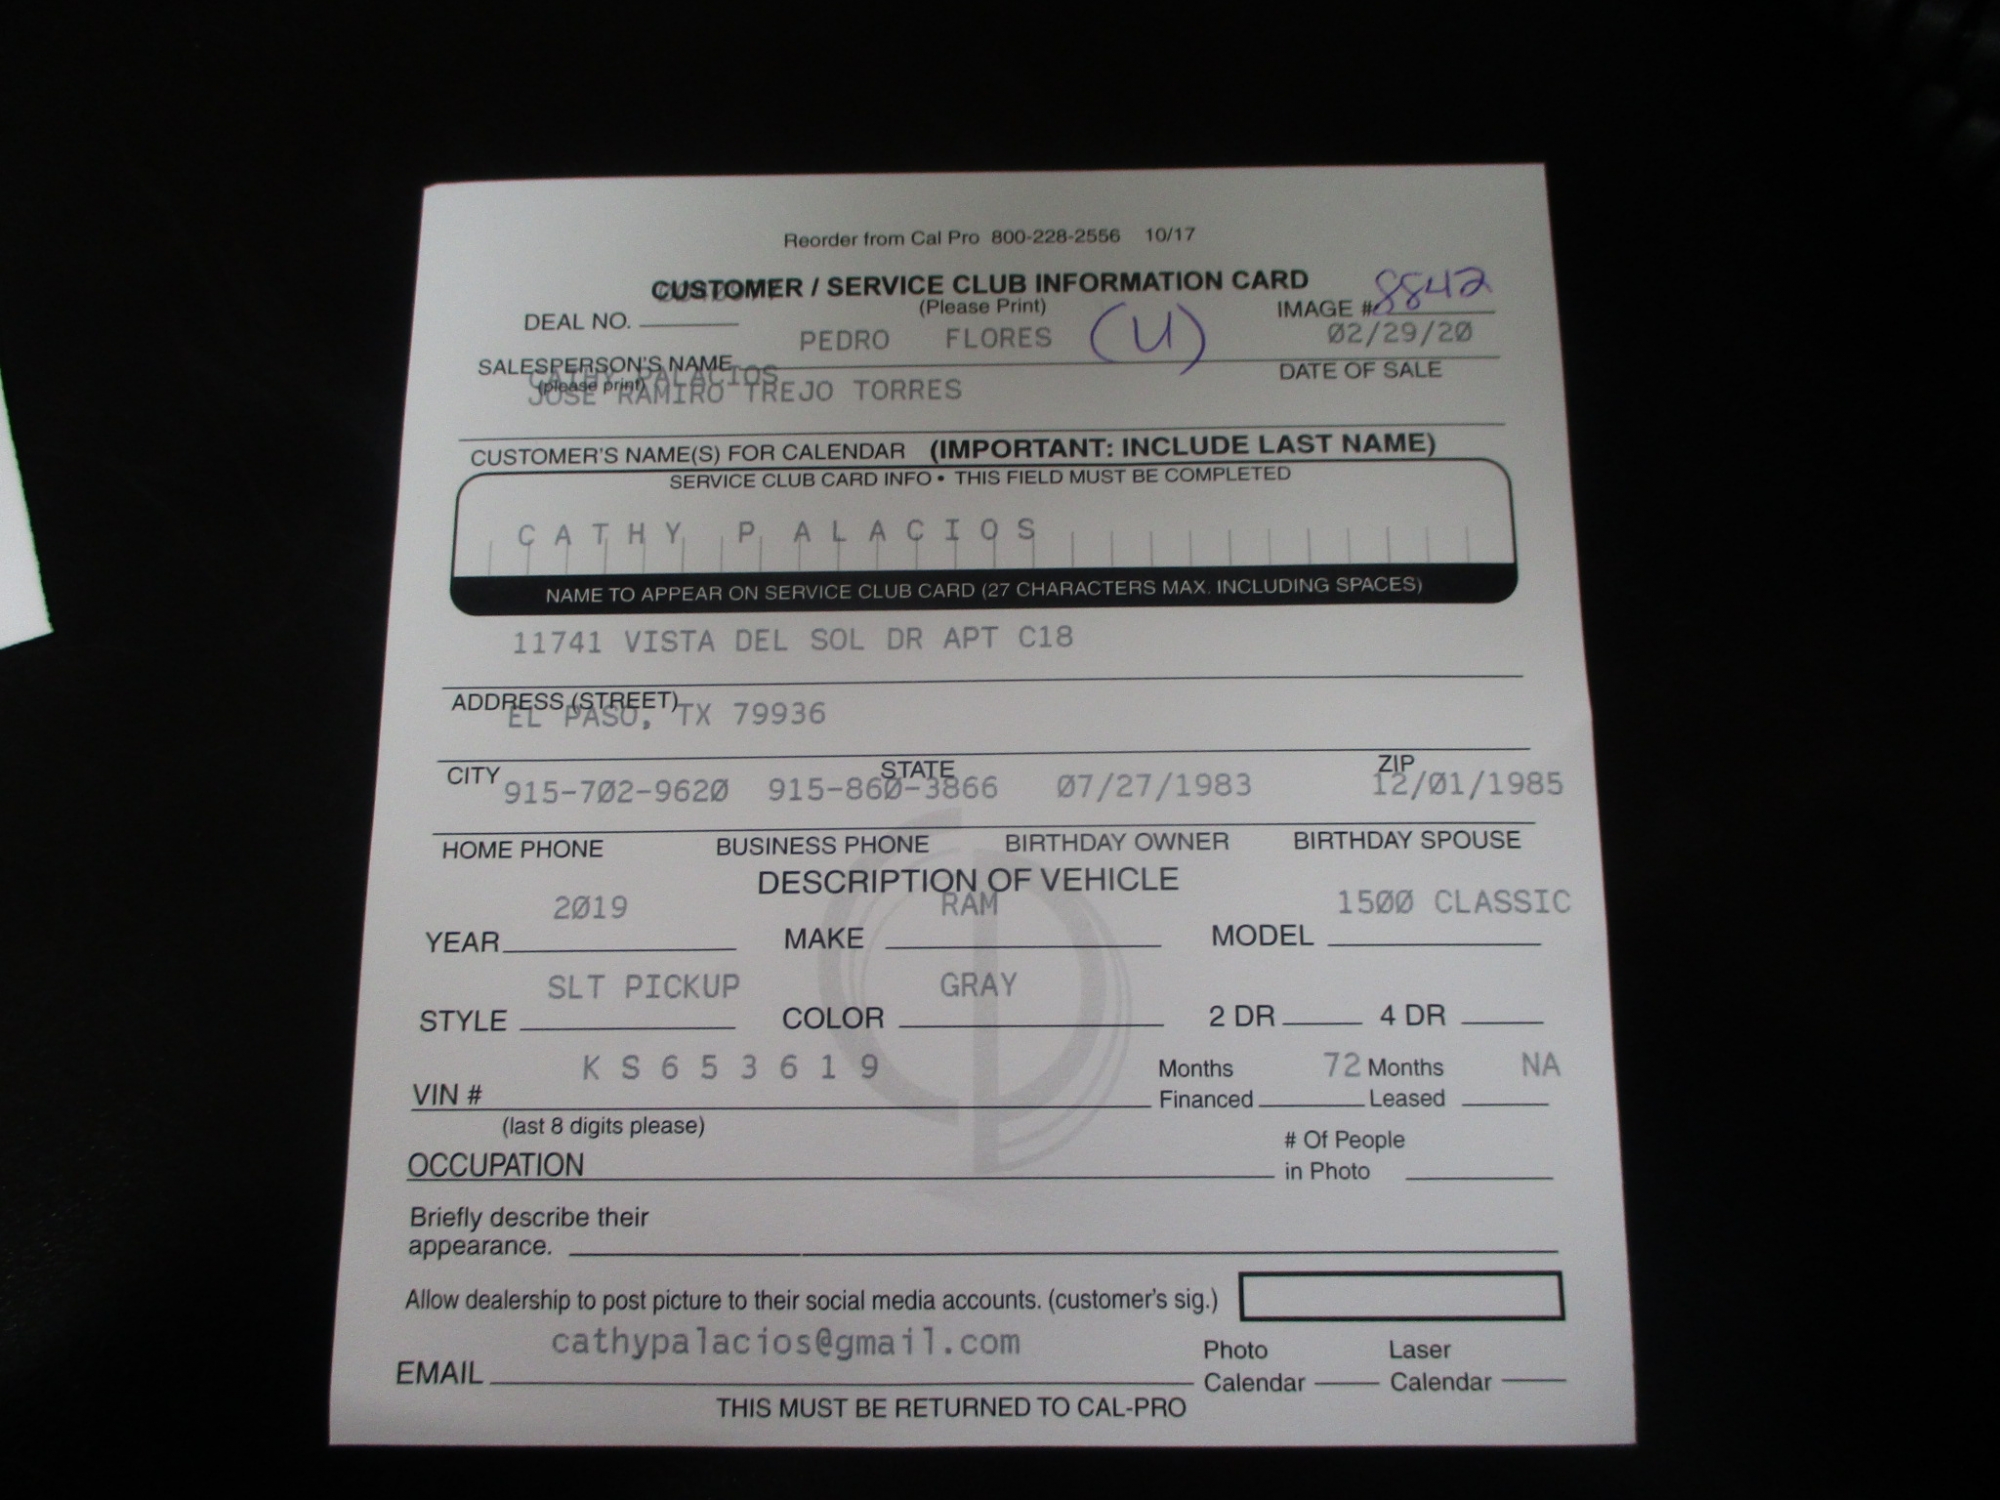 Reorder from Cal Pro 800-228-2556 10/17
CUSTOMER / SERVICE CLUB INFORMATION CARD
(Please Print)
IMAGE # 8842
DEAL NO.
PEDRO FLORES (U) 02/29/20
SALESPERSON'S NAME DATE OF SALE
(please print)
CATHY PALACIOS
JOSE RAMIRO TREJO TORRES
CUSTOMER'S NAME(S) FOR CALENDAR (IMPORTANT: INCLUDE LAST NAME)
SERVICE CLUB CARD INFO • THIS FIELD MUST BE COMPLETED
CATHY PALACIOS
NAME TO APPEAR ON SERVICE CLUB CARD (27 CHARACTERS MAX. INCLUDING SPACES)
11741 VISTA DEL SOL DR APT C18
ADDRESS (STREET)
EL PASO, TX 79936
CITY STATE ZIP
915-702-9620 915-860-3866 07/27/1983 12/01/1985
HOME PHONE BUSINESS PHONE BIRTHDAY OWNER BIRTHDAY SPOUSE
DESCRIPTION OF VEHICLE
YEAR 2019 MAKE RAM MODEL 1500 CLASSIC
STYLE SLT PICKUP COLOR GRAY 2 DR 4 DR
VIN # KS653619 Months Financed 72 Months Leased NA
(last 8 digits please)
OCCUPATION # Of People in Photo
Briefly describe their
appearance.
Allow dealership to post picture to their social media accounts. (customer's sig.)
EMAIL cathypalacios@gmail.com Photo Calendar Laser Calendar
THIS MUST BE RETURNED TO CAL-PRO